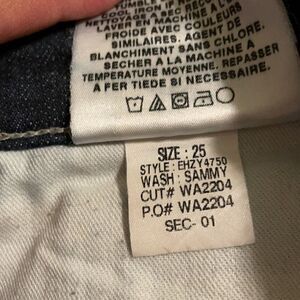 NETTOYAGE
FROIDE AVEC COULEURS
SIMILAIRES. AGENT DE
BLANCHIMENT SANS CHLORE.
SECHER A LA MACHINE A
TEMPERATURE MOYENNE. REPASSER
A FER TIEDE SI NECESSAIRE.
SIZE : 25
STYLE : EHZY4750
WASH : SAMMY
CUT# WA2204
P.O# WA2204
SEC- 01